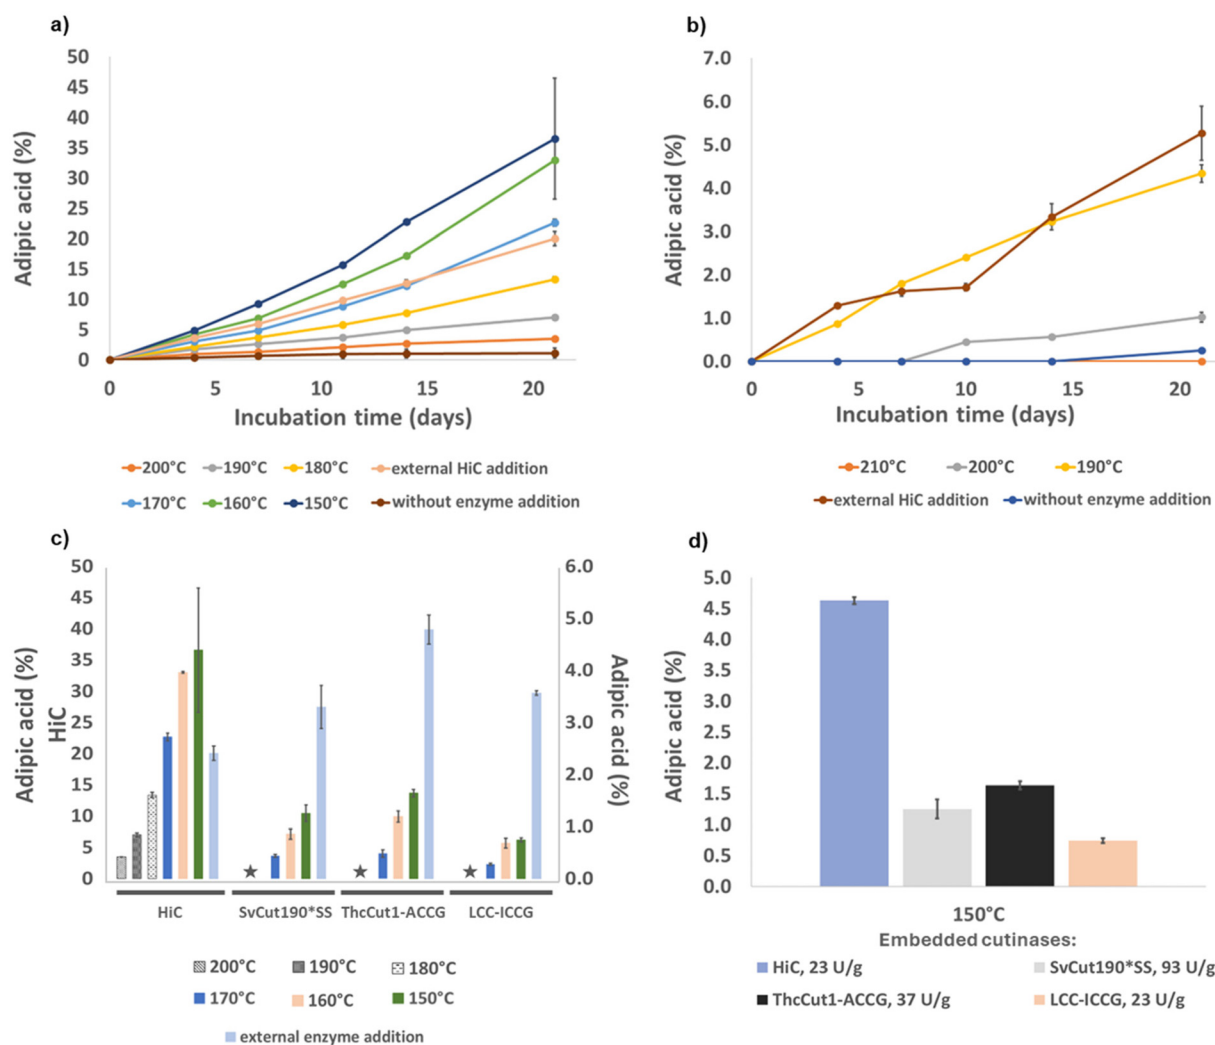 a)
50
45
40
35
30
25
20
15
10
5
0
Adipic acid (%)
0 5 10 15 20
Incubation time (days)
200°C 190°C 180°C external HiC addition
170°C 160°C 150°C without enzyme addition
b)
7.0
6.0
5.0
4.0
3.0
2.0
1.0
0.0
Adipic acid (%)
0 5 10 15 20
Incubation time (days)
210°C 200°C 190°C
external HiC addition without enzyme addition
c)
50
45
40
35
30
25
20
15
10
5
0
Adipic acid (%)
HiC
6.0
5.0
4.0
3.0
2.0
1.0
0.0
Adipic acid (%)
HiC SvCut190*SS ThcCut1-ACCG LCC-ICCG
200°C 190°C 180°C
170°C 160°C 150°C
external enzyme addition
d)
5.0
4.5
4.0
3.5
3.0
2.5
2.0
1.5
1.0
0.5
0.0
Adipic acid (%)
150°C
Embedded cutinases:
HiC, 23 U/g SvCut190*SS, 93 U/g
ThcCut1-ACCG, 37 U/g LCC-ICCG, 23 U/g